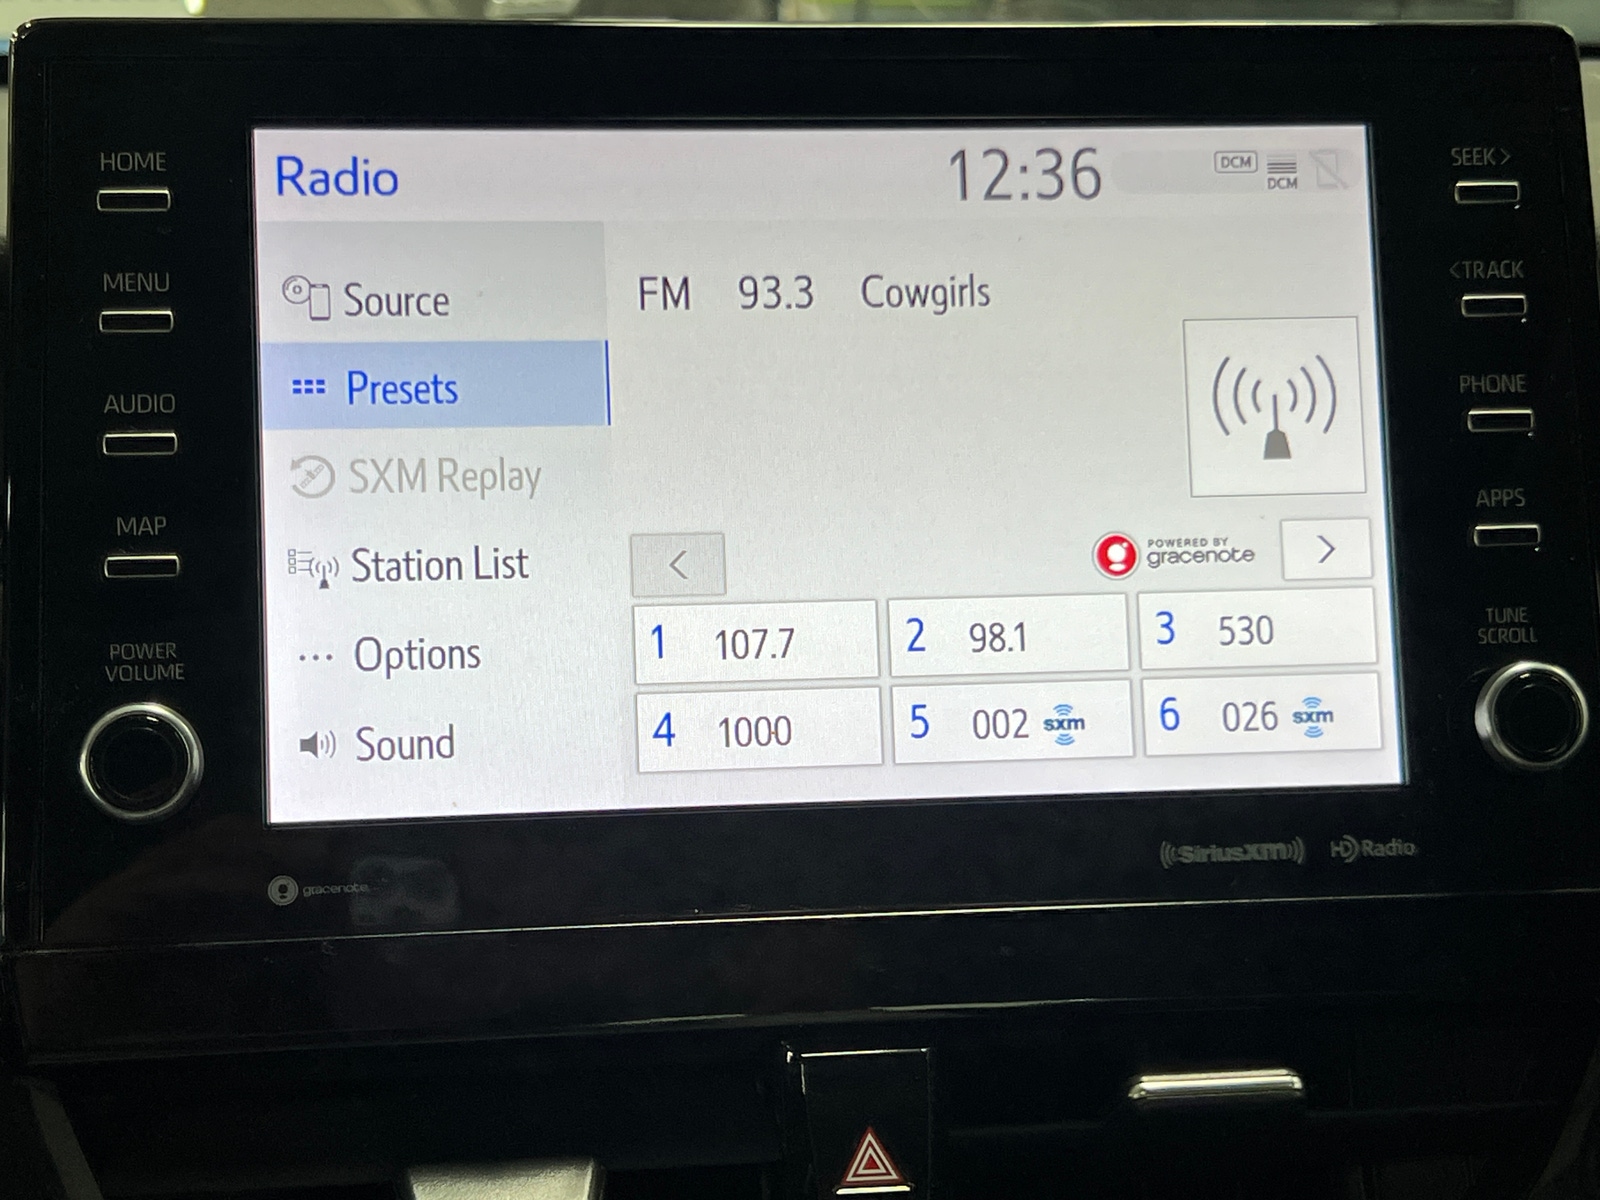 HOME
MENU
AUDIO
MAP
POWER
VOLUME
Radio
12:36
DCM
DCM
Source
Presets
SXM Replay
Station List
Options
Sound
FM 93.3 Cowgirls
<
POWERED BY
gracenote
>
1 107.7
2 98.1
3 530
4 1000
5 002 sxm
6 026 sxm
SEEK >
< TRACK
PHONE
APPS
TUNE
SCROLL
gracenote
((SiriusXM))
HD Radio